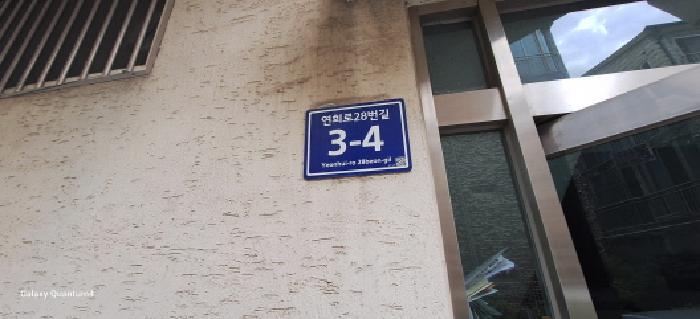 연희로28번길
3-4
Yeonhui-ro 28beon-gil
Galaxy Quantum4